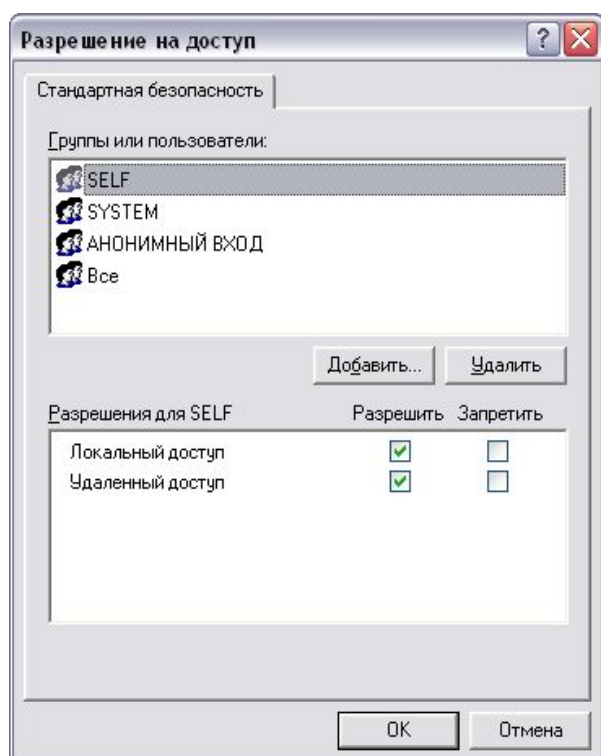 Разрешение на доступ
Стандартная безопасность
Группы или пользователи:
SELF
SYSTEM
АНОНИМНЫЙ ВХОД
Все
Добавить... Удалить
Разрешения для SELF Разрешить Запретить
Локальный доступ
Удаленный доступ
OK Отмена